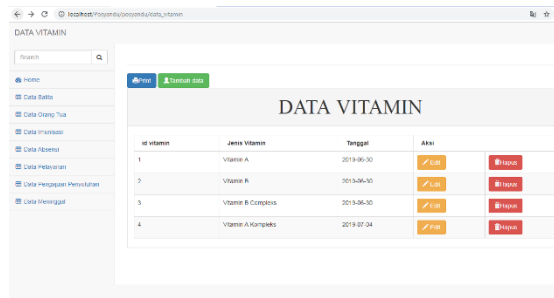 localhost/Posyandu/posyandu/data_vitamin
DATA VITAMIN
Search
Home
Data Balita
Data Orang Tua
Data Imunisasi
Data Absensi
Data Pelayanan
Data Pengajuan Penyuluhan
Data Meninggal
Print Tambah data
DATA VITAMIN
id vitamin Jenis Vitamin Tanggal Aksi
1 Vitamin A 2019-06-30 Edit Hapus
2 Vitamin B 2019-06-30 Edit Hapus
3 Vitamin B Compleks 2019-06-30 Edit Hapus
4 Vitamin A Kompleks 2019-07-04 Edit Hapus